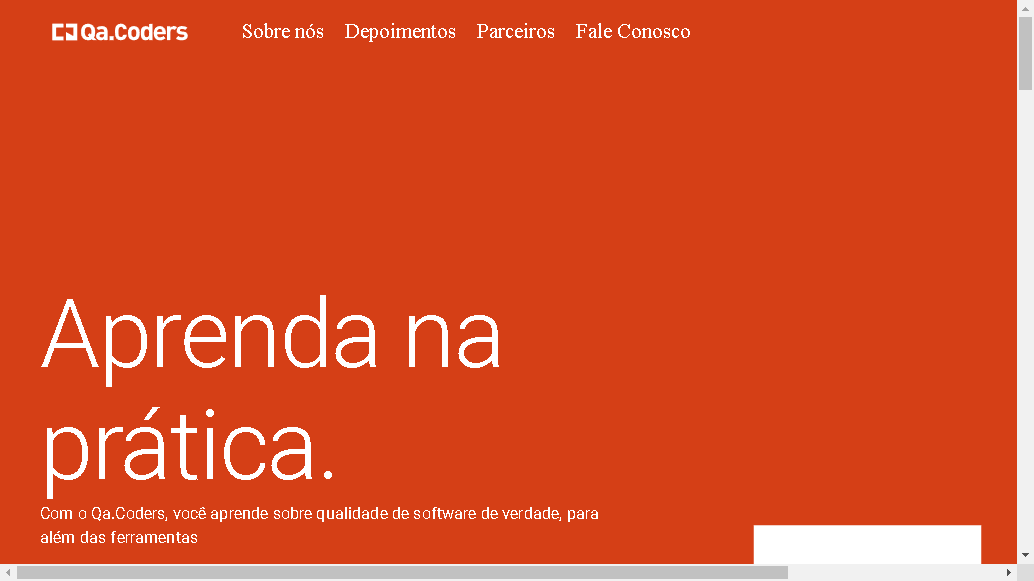 Qa.Coders
Sobre nós Depoimentos Parceiros Fale Conosco
Aprenda na
prática.
Com o Qa.Coders, você aprende sobre qualidade de software de verdade, para
além das ferramentas